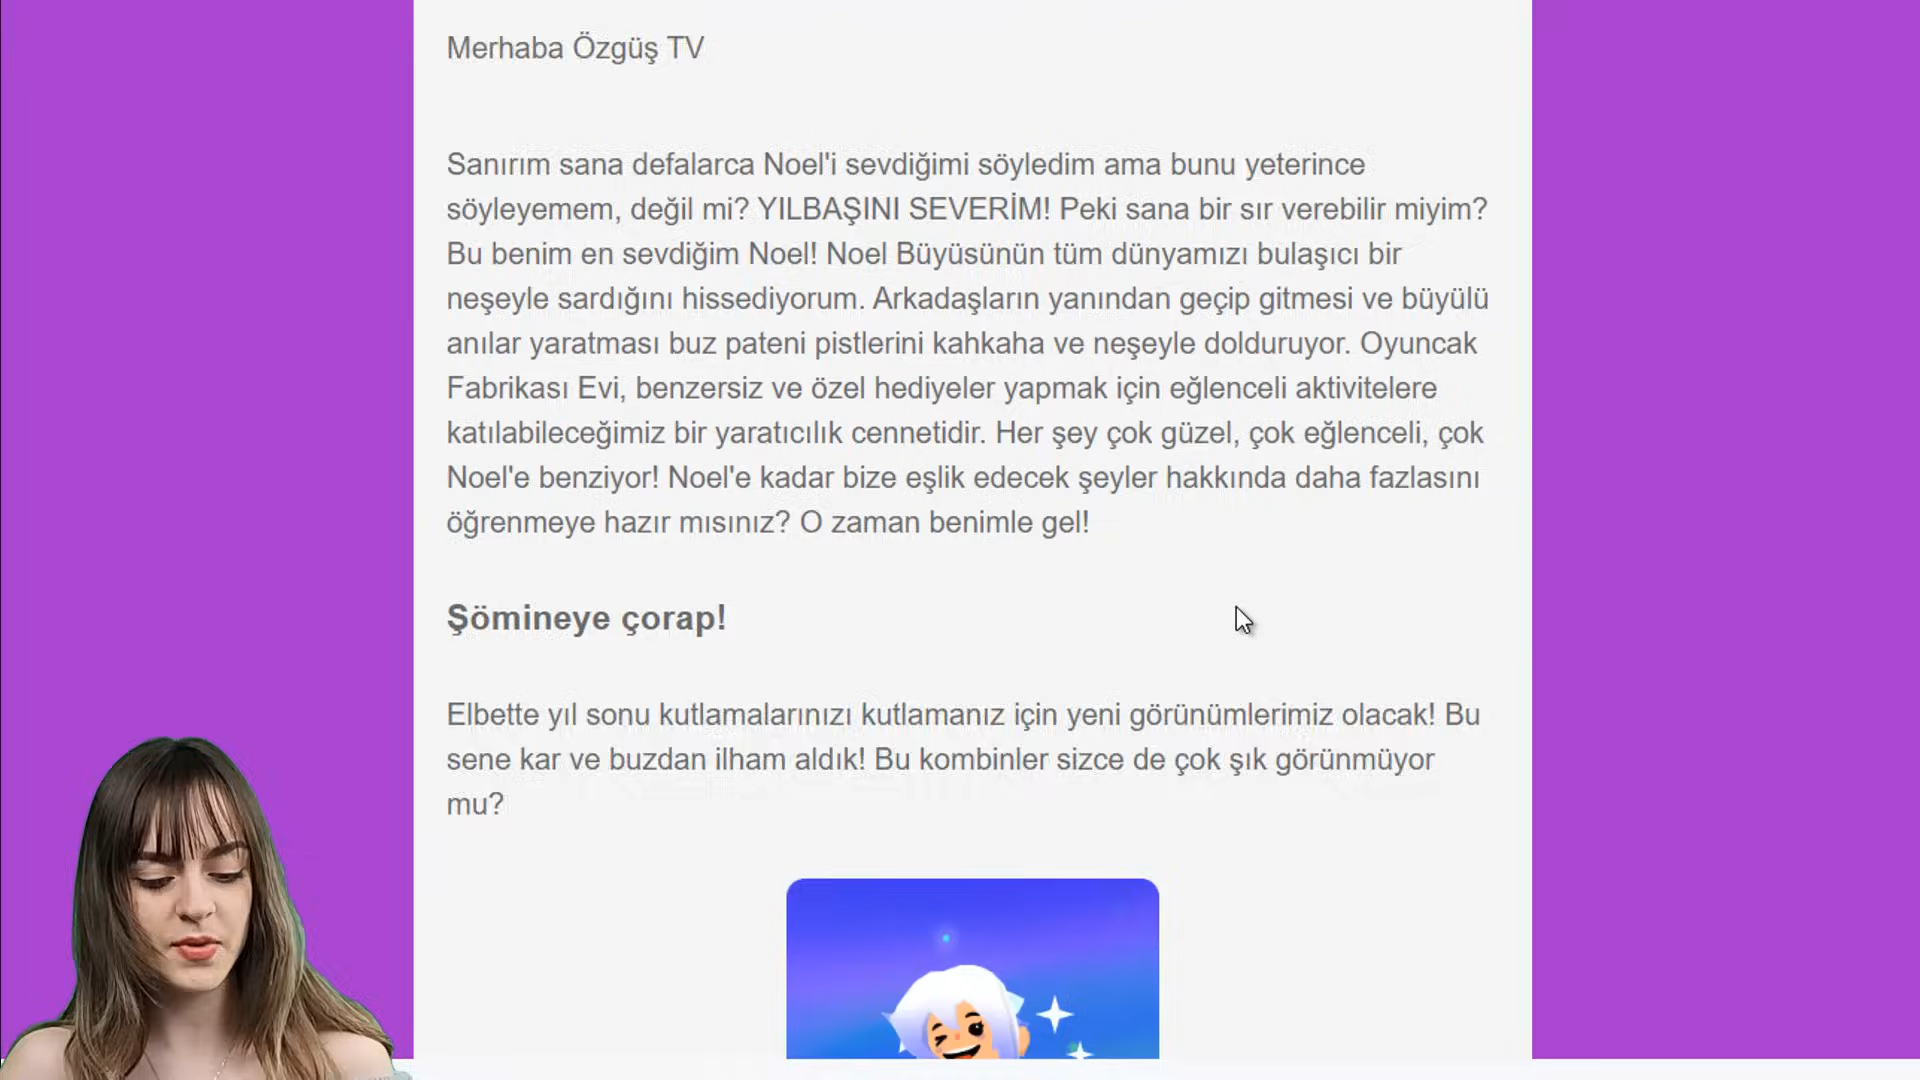 Merhaba Özgüş TV
Sanırım sana defalarca Noel'i sevdiğimi söyledim ama bunu yeterince
söyleyemem, değil mi? YILBAŞINI SEVERİM! Peki sana bir sır verebilir miyim?
Bu benim en sevdiğim Noel! Noel Büyüsünün tüm dünyamızı bulaşıcı bir
neşeyle sardığını hissediyorum. Arkadaşların yanından geçip gitmesi ve büyülü
anılar yaratması buz pateni pistlerini kahkaha ve neşeyle dolduruyor. Oyuncak
Fabrikası Evi, benzersiz ve özel hediyeler yapmak için eğlenceli aktivitelere
katılabileceğimiz bir yaratıcılık cennetidir. Her şey çok güzel, çok eğlenceli, çok
Noel'e benziyor! Noel'e kadar bize eşlik edecek şeyler hakkında daha fazlasını
öğrenmeye hazır mısınız? O zaman benimle gel!
Şömineye çorap!
Elbette yıl sonu kutlamalarınızı kutlamanız için yeni görünümlerimiz olacak! Bu
sene kar ve buzdan ilham aldık! Bu kombinler sizce de çok şık görünmüyor
mu?